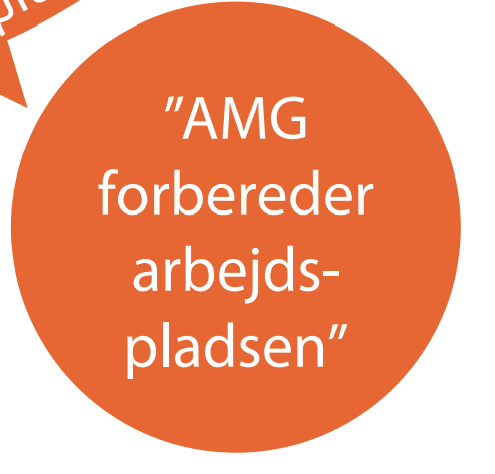 ”AMG
forbereder
arbejds-
pladsen”